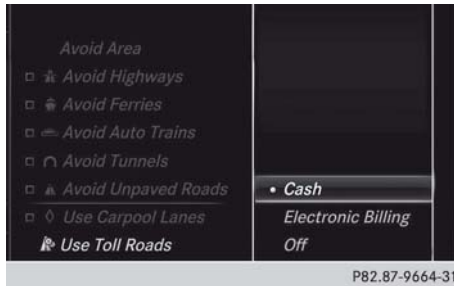 Avoid Area
Avoid Highways
Avoid Ferries
Avoid Auto Trains
Avoid Tunnels
Avoid Unpaved Roads
Use Carpool Lanes
Use Toll Roads
• Cash
Electronic Billing
Off
P82.87-9664-31